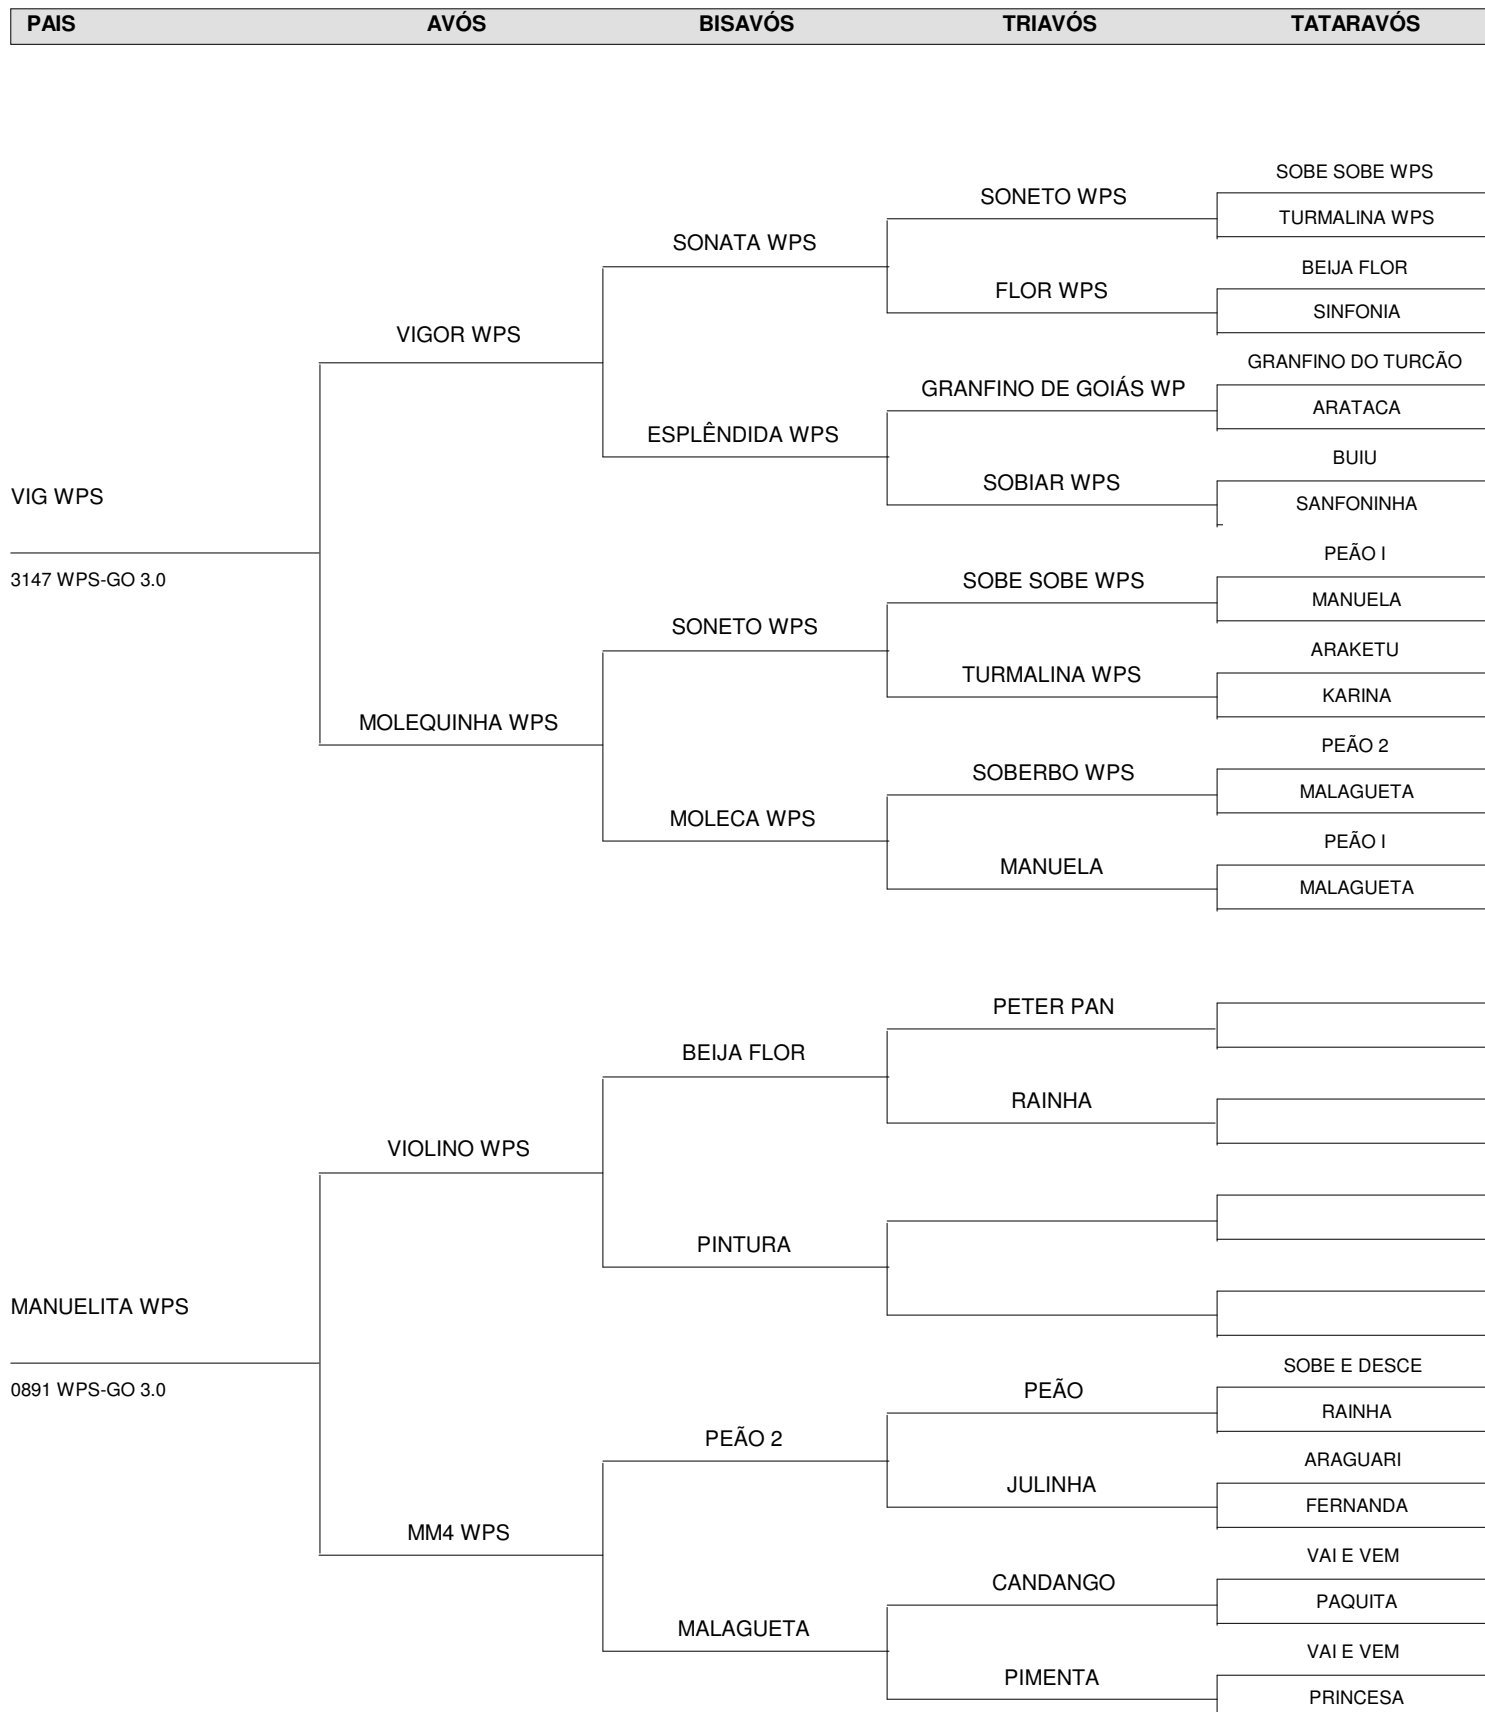 PAIS AVÓS BISAVÓS TRIAVÓS TATARAVÓS
SOBE SOBE WPS
SONETO WPS
TURMALINA WPS
SONATA WPS
BEIJA FLOR
FLOR WPS
SINFONIA
VIGOR WPS
GRANFINO DO TURCÃO
GRANFINO DE GOIÁS WP
ARATACA
ESPLÊNDIDA WPS
BUIU
SOBIAR WPS
SANFONINHA
VIG WPS
PEÃO I
3147 WPS-GO 3.0
SOBE SOBE WPS
MANUELA
SONETO WPS
ARAKETU
TURMALINA WPS
KARINA
MOLEQUINHA WPS
PEÃO 2
SOBERBO WPS
MALAGUETA
MOLECA WPS
PEÃO I
MANUELA
MALAGUETA
PETER PAN
BEIJA FLOR
RAINHA
VIOLINO WPS
PINTURA
MANUELITA WPS
SOBE E DESCE
0891 WPS-GO 3.0
PEÃO
RAINHA
PEÃO 2
ARAGUARI
JULINHA
FERNANDA
MM4 WPS
VAI E VEM
CANDANGO
PAQUITA
MALAGUETA
VAI E VEM
PIMENTA
PRINCESA